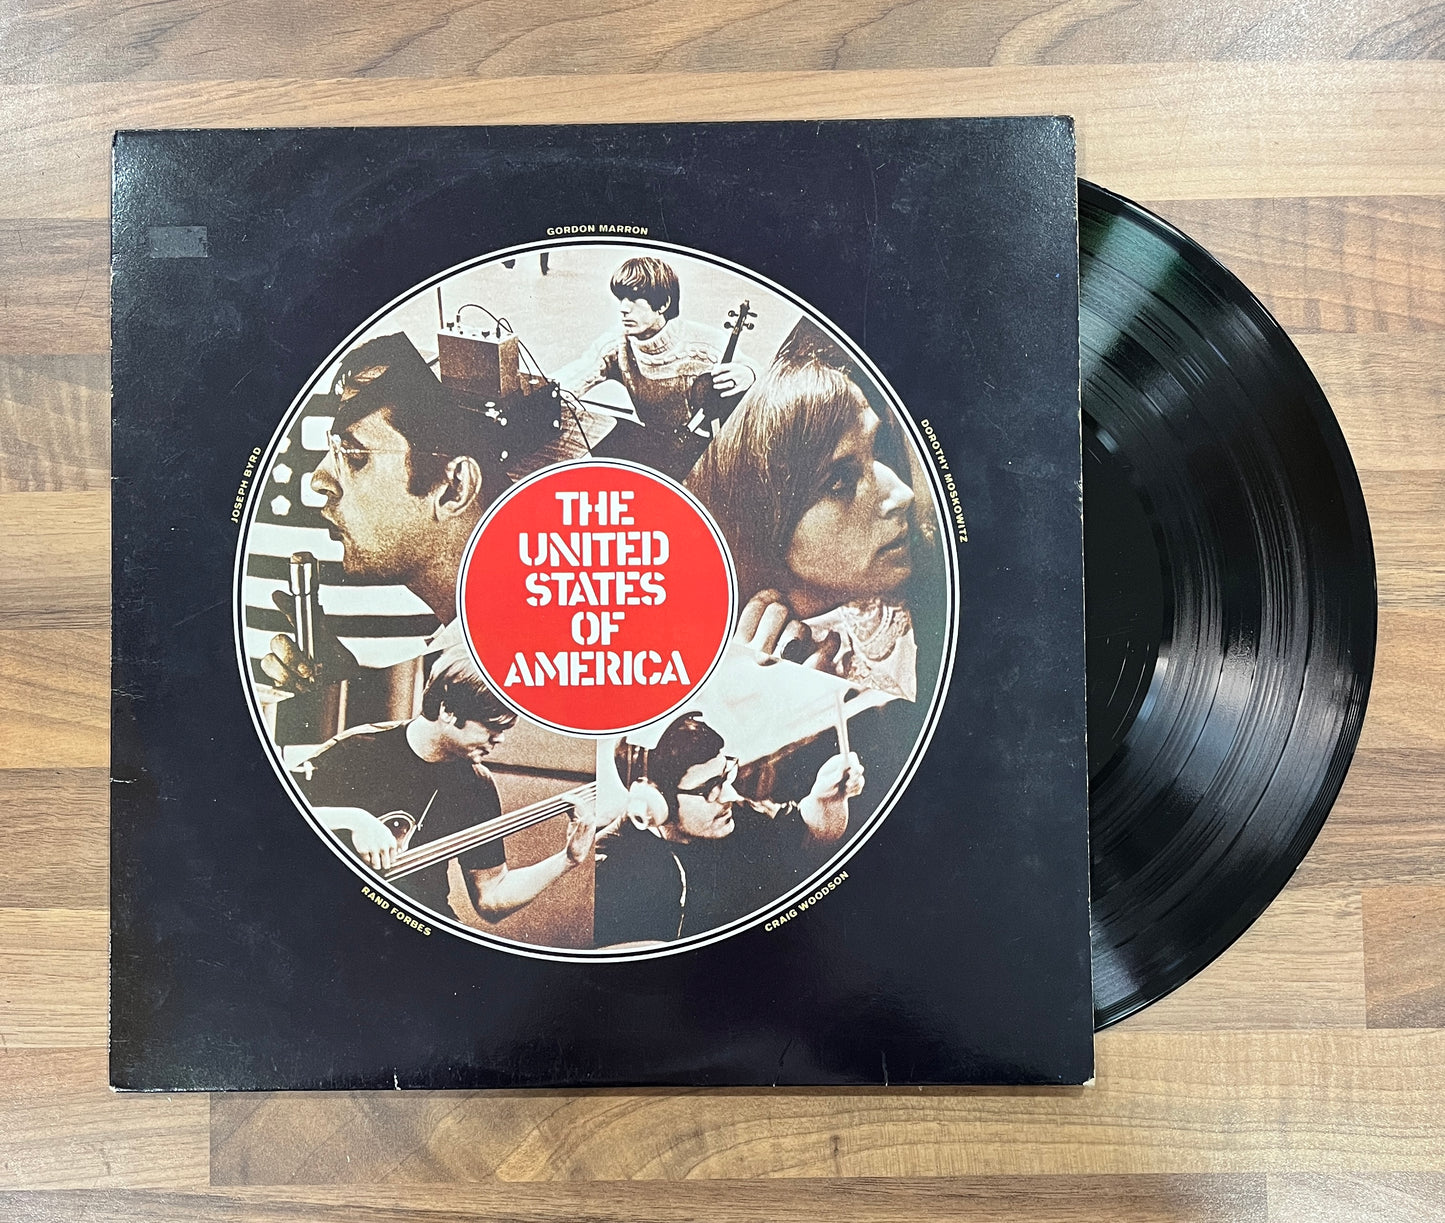 GORDON MARRON
JOSEPH BYRD
DOROTHY MOSKOWITZ
THE
UNITED
STATES
OF
AMERICA
RAND FORBES
CRAIG WOODSON